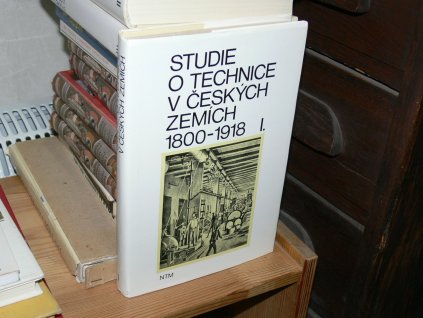 STUDIE
O TECHNICE
V ČESKÝCH
ZEMÍCH
1800-1918 I.
NTM
V ČESKÝCH ZEMÍCH